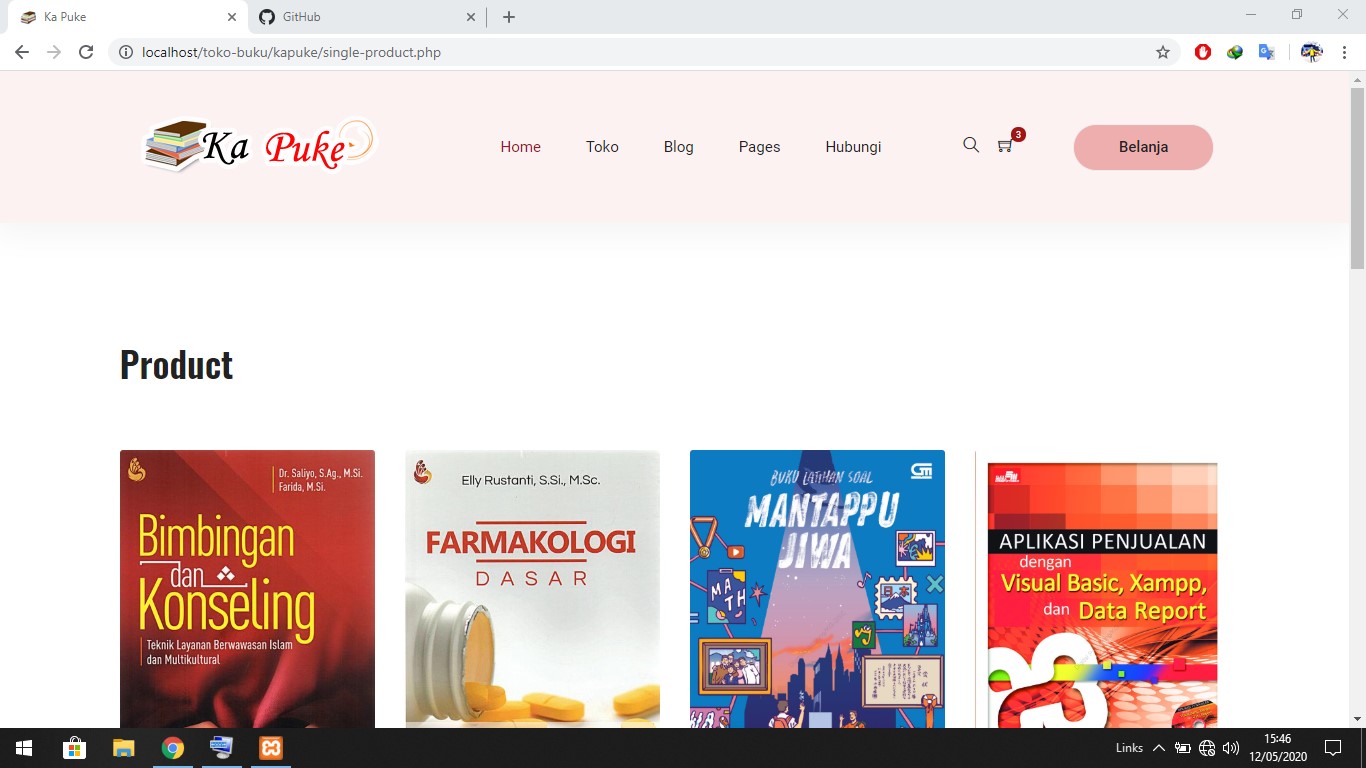 Ka Puke
GitHub
localhost/toko-buku/kapuke/single-product.php
Ka Puke
Home
Toko
Blog
Pages
Hubungi
3
Belanja
Product
Dr. Saliyo, S.Ag., M.Si.
Farida, M.Si.
Bimbingan
dan
Konseling
Teknik Layanan Berwawasan Islam
dan Multikultural
Elly Rustanti, S.Si., M.Sc.
FARMAKOLOGI
DASAR
BUKU LATIHAN SOAL
MANTAPPU
JIWA
MATH
日本
APLIKASI PENJUALAN
dengan
Visual Basic, Xampp,
dan Data Report
Links
15:46
12/05/2020